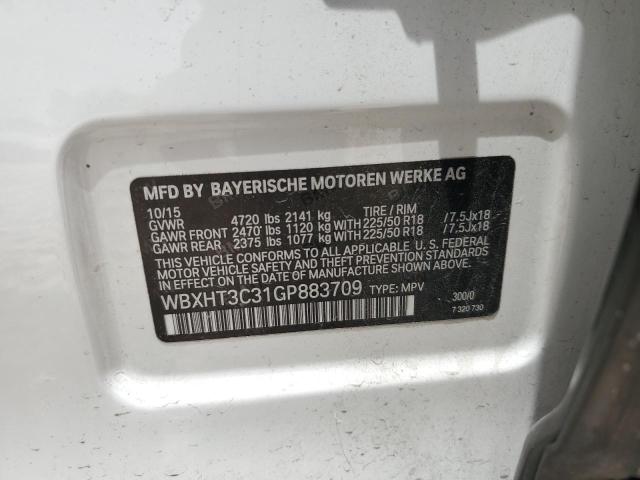 MFD BY BAYERISCHE MOTOREN WERKE AG
10/15 TIRE / RIM
GVWR 4720 lbs 2141 kg
GAWR FRONT 2470 lbs 1120 kg WITH 225/50 R18 / 7.5Jx18
GAWR REAR 2375 lbs 1077 kg WITH 225/50 R18 / 7.5Jx18
THIS VEHICLE CONFORMS TO ALL APPLICABLE U. S. FEDERAL
MOTOR VEHICLE SAFETY, BUMPER, AND THEFT PREVENTION
STANDARDS IN EFFECT ON THE DATE OF MANUFACTURE SHOWN ABOVE.
WBXHT3C31GP883709 TYPE: MPV
300/0
7 320 730